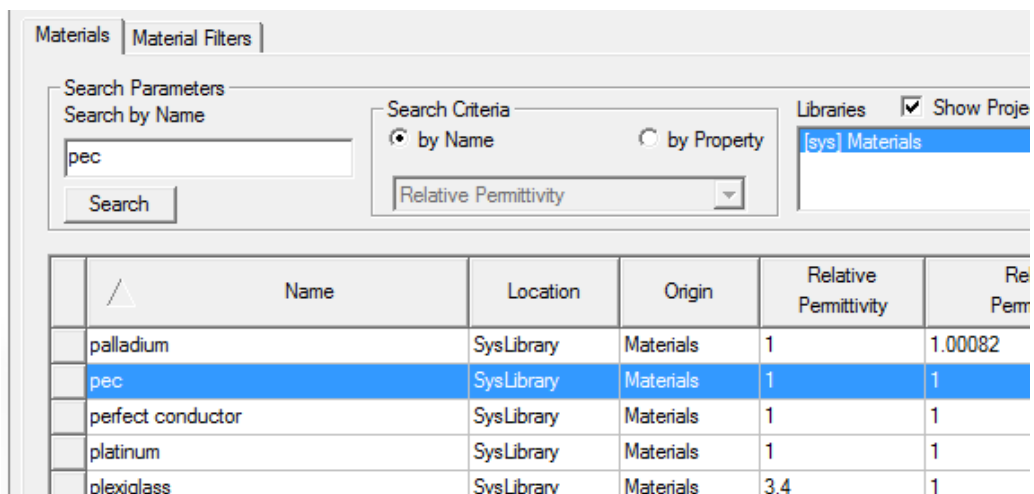 Materials Material Filters
Search Parameters
Search by Name
pec
Search
Search Criteria
by Name by Property
Relative Permittivity
Libraries Show Proje
[sys] Materials
Name Location Origin Relative Permittivity Rel Perm
palladium SysLibrary Materials 1 1.00082
pec SysLibrary Materials 1 1
perfect conductor SysLibrary Materials 1 1
platinum SysLibrary Materials 1 1
plexiglass SysLibrary Materials 3.4 1